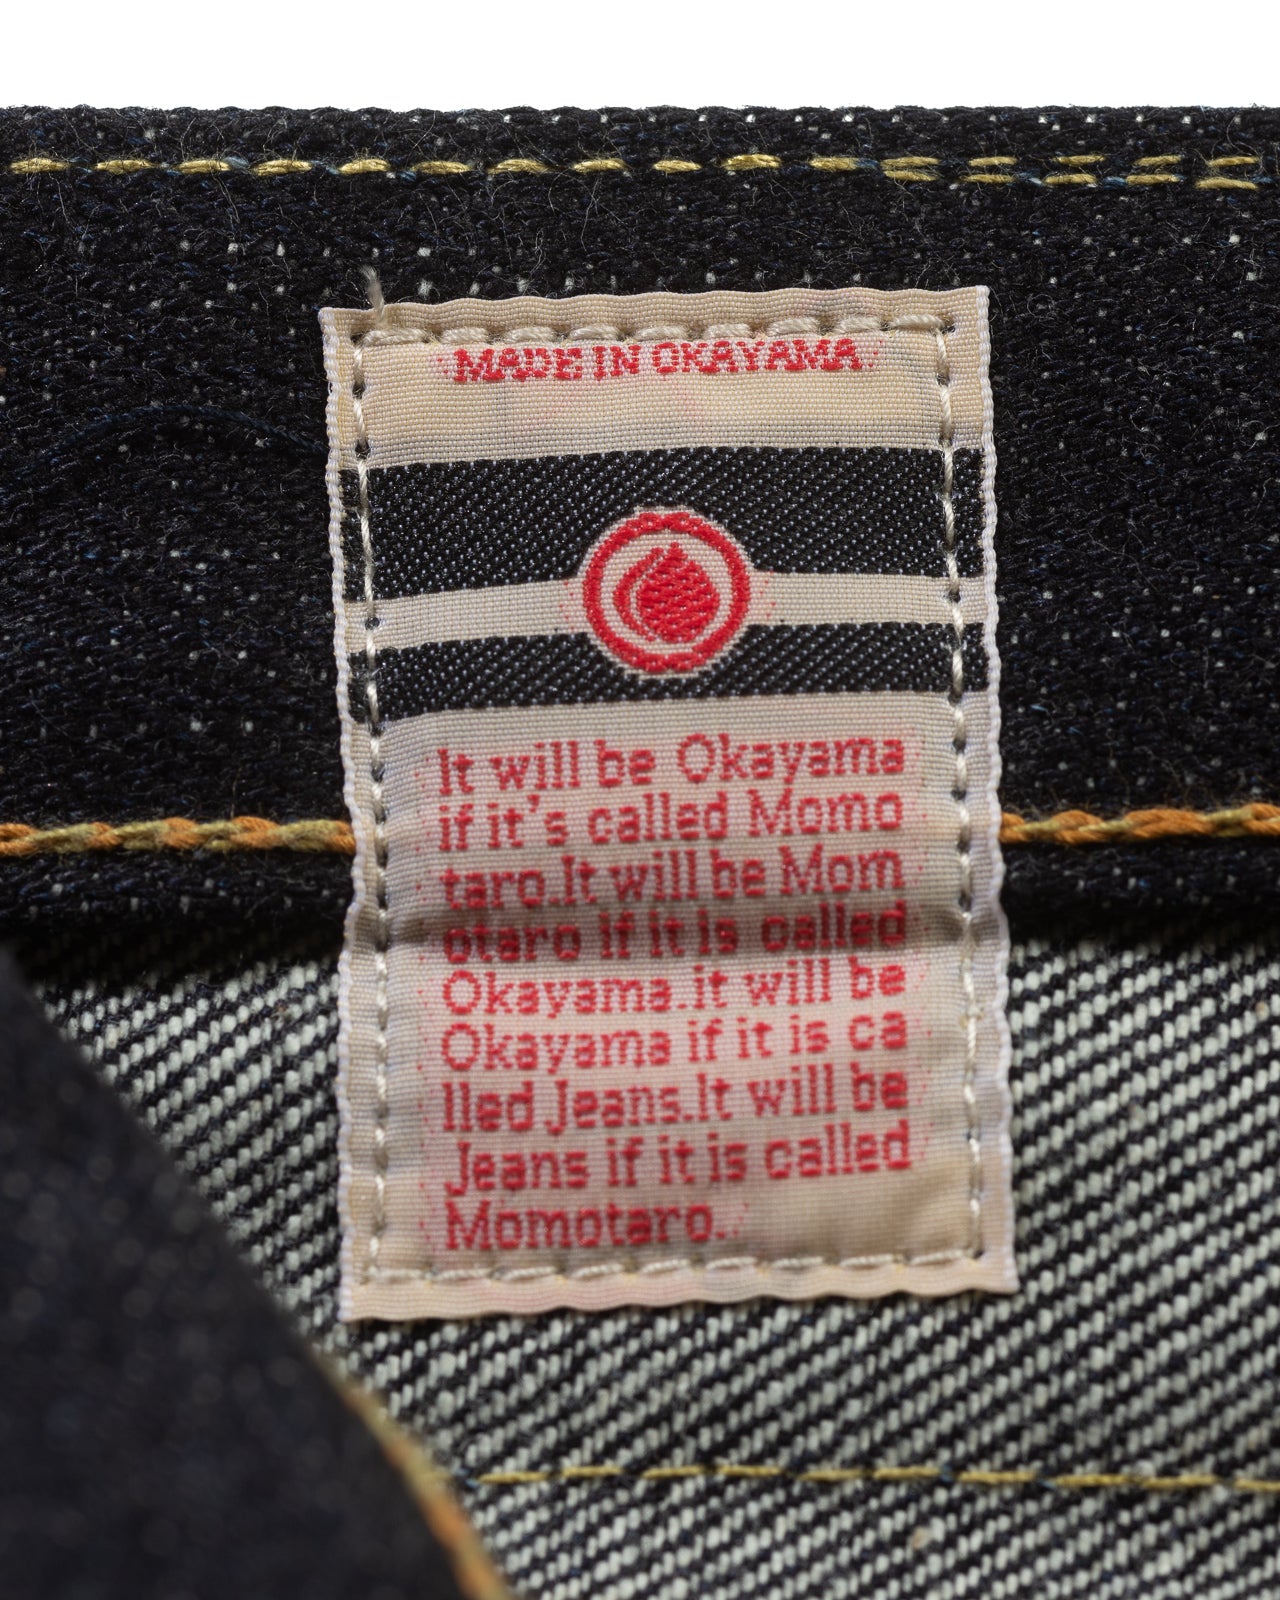 MADE IN OKAYAMA
It will be Okayama
if it's called Momo
taro.It will be Mom
otaro if it is called
Okayama.it will be
Okayama if it is ca
lled Jeans.It will be
Jeans if it is called
Momotaro.